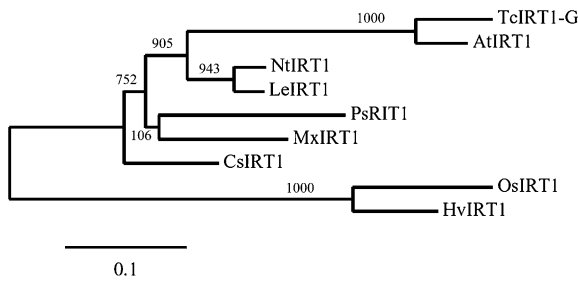 1000
TcIRT1-G
AtIRT1
905
943
NtIRT1
LeIRT1
752
PsRIT1
106
MxIRT1
CsIRT1
1000
OsIRT1
HvIRT1
0.1